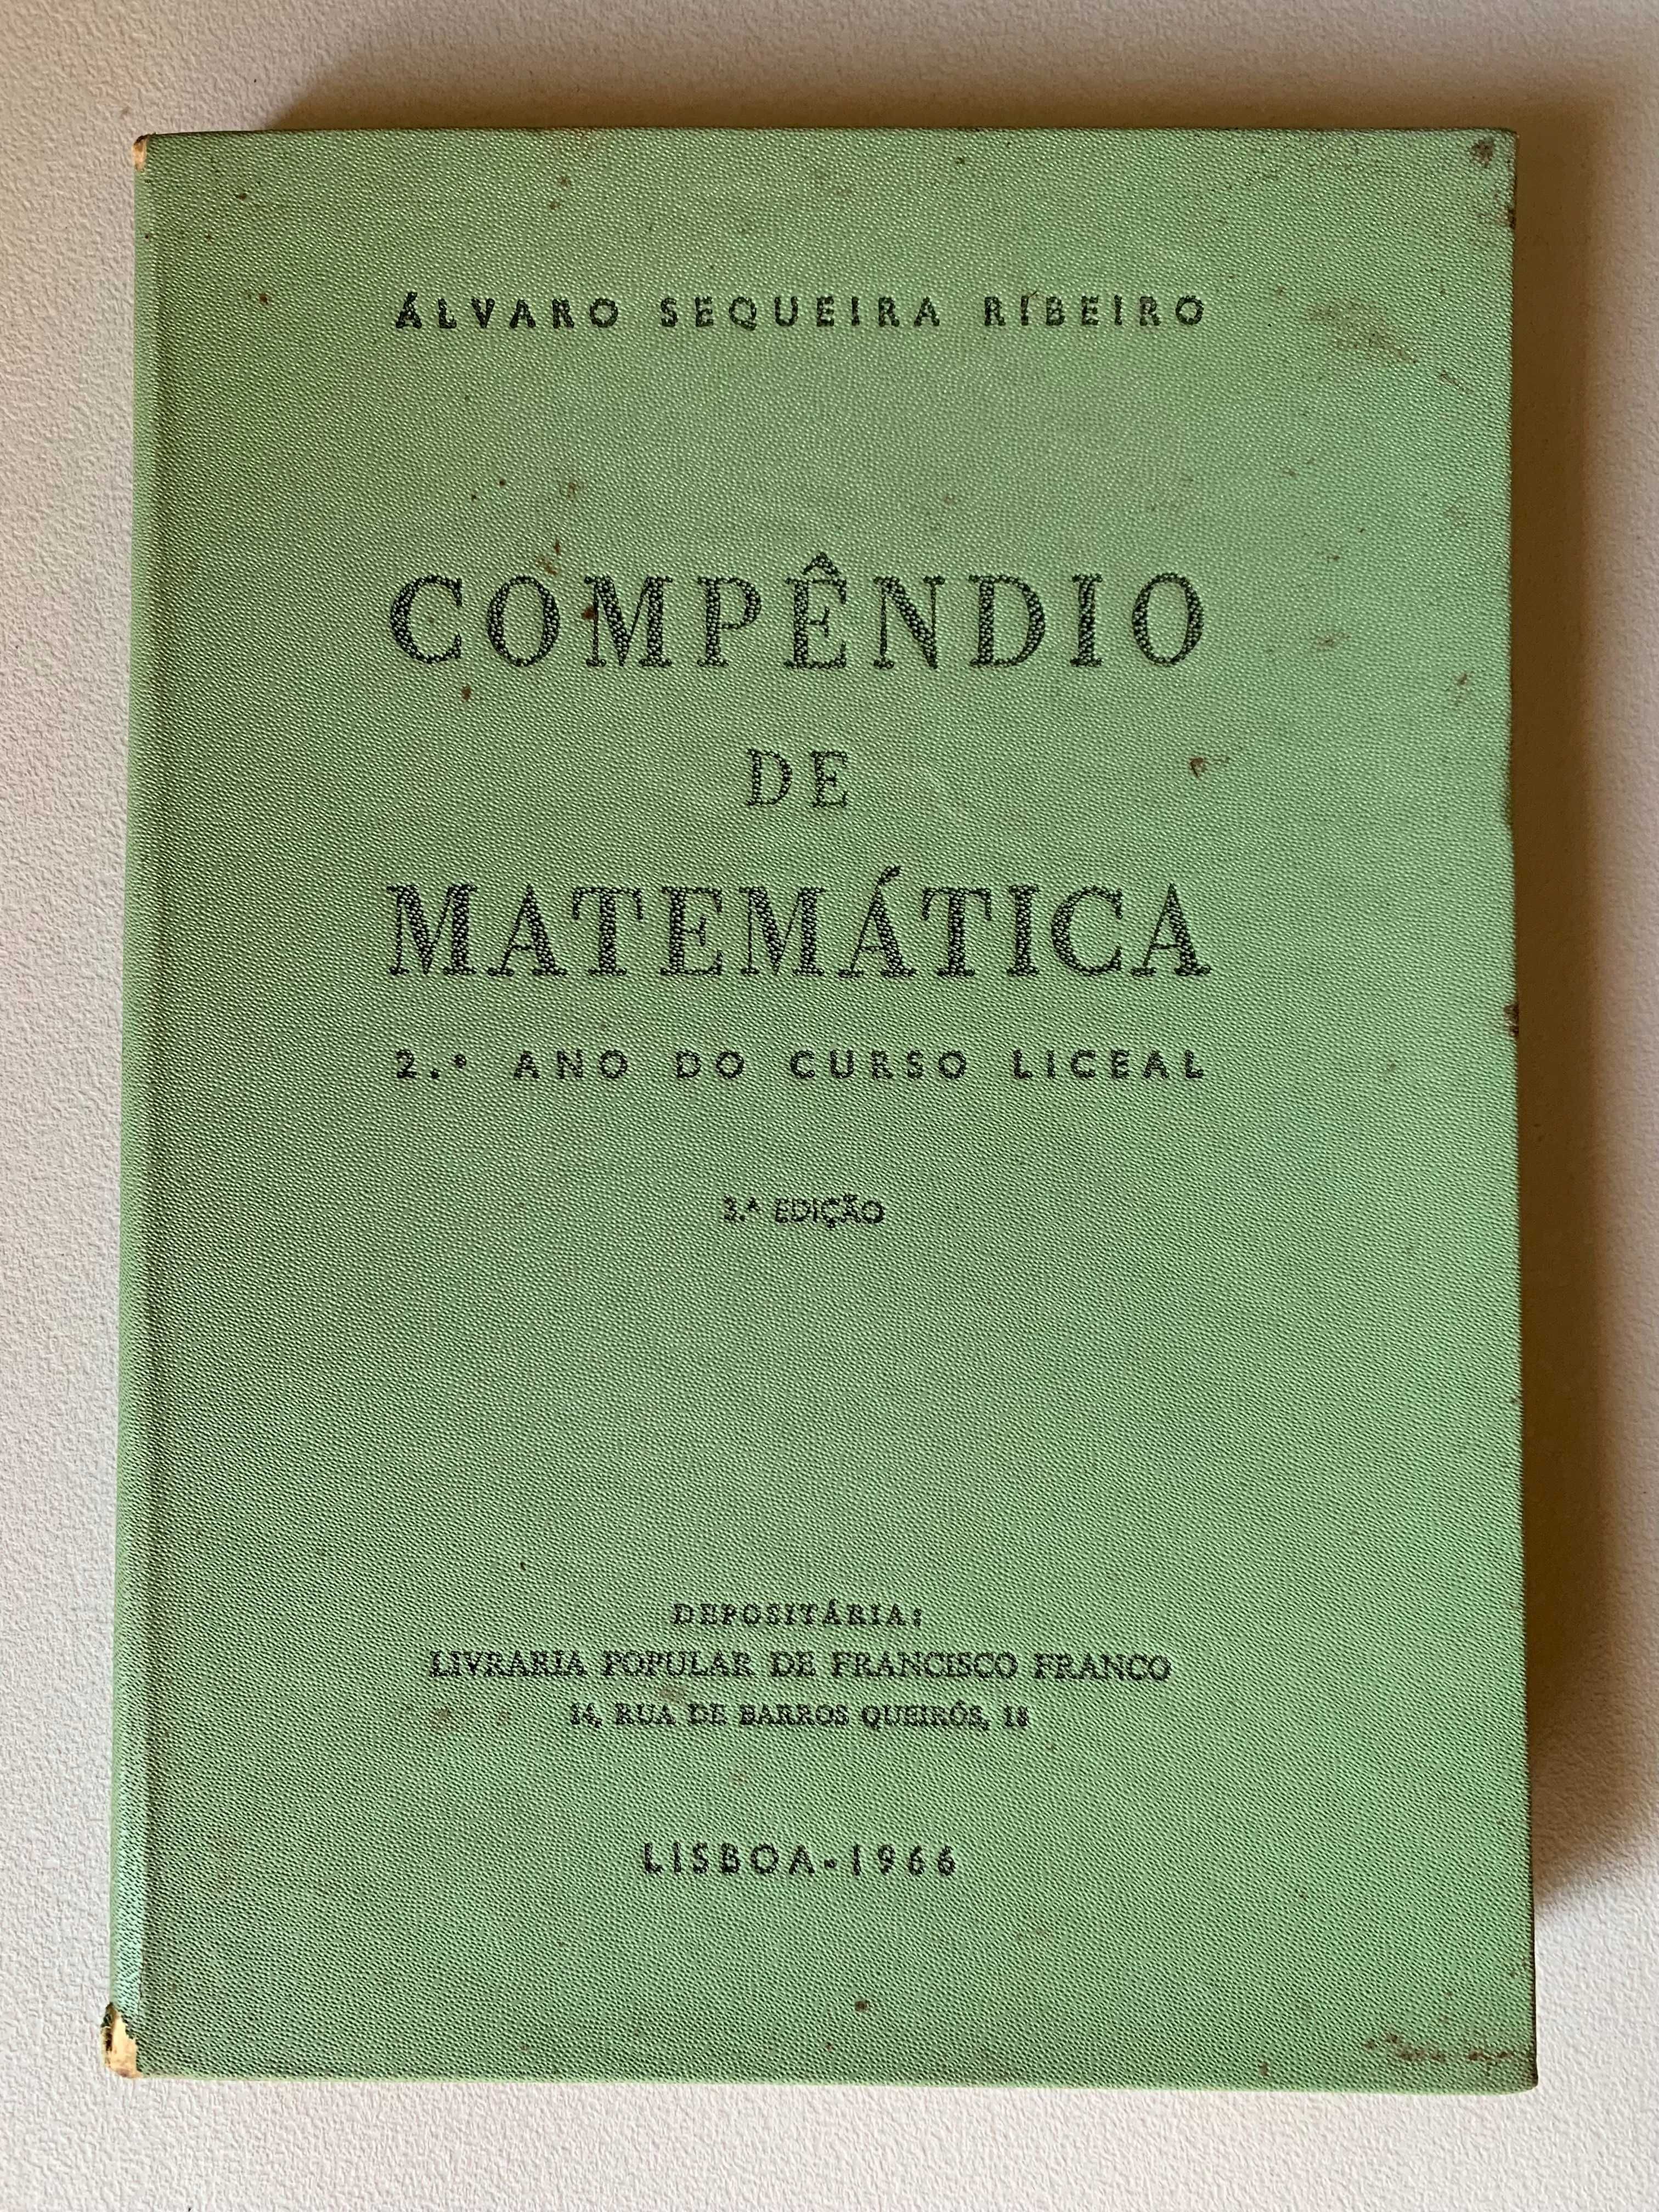 ÁLVARO SEQUEIRA RIBEIRO
COMPÊNDIO
DE
MATEMÁTICA
2.º ANO DO CURSO LICEAL
EDIÇÃO
DEPOSITÁRIA:
LIVRARIA POPULAR DE FRANCISCO FRANCO
14, RUA DE BARROS QUEIRÓS, 18
LISBOA-1966